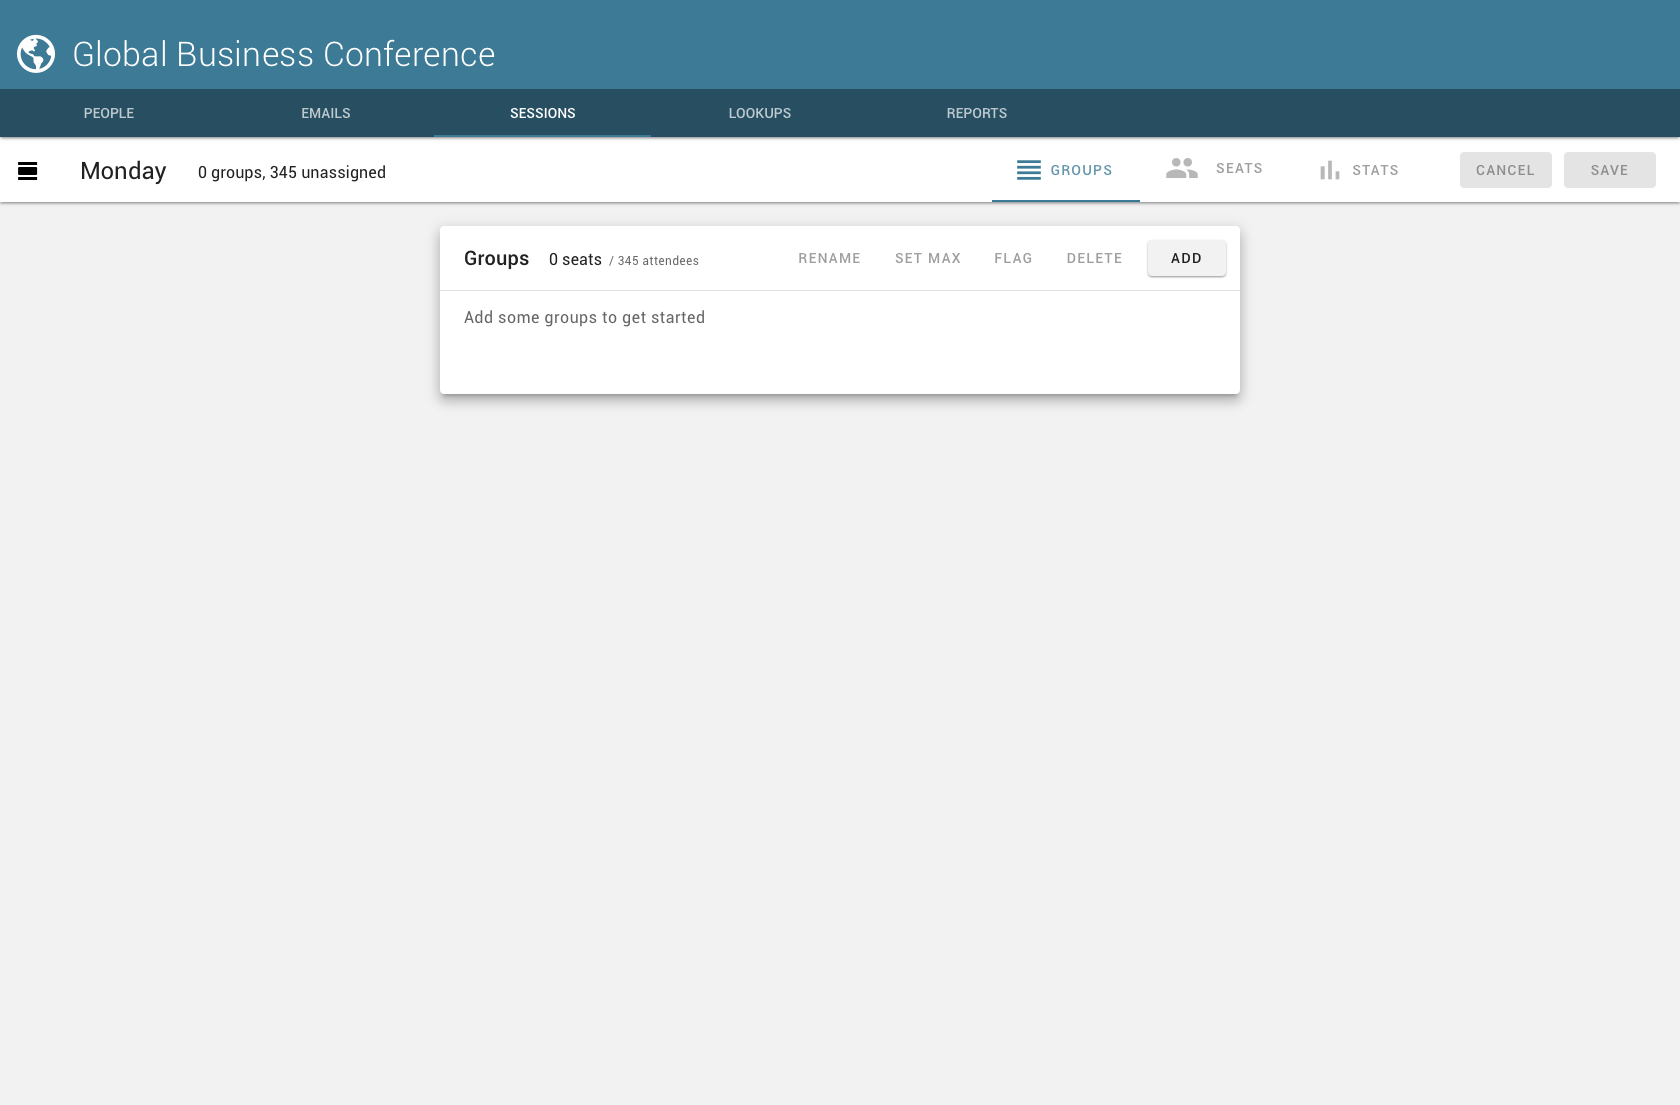 Global Business Conference
PEOPLE EMAILS SESSIONS LOOKUPS REPORTS
Monday 0 groups, 345 unassigned GROUPS SEATS STATS CANCEL SAVE
Groups 0 seats / 345 attendees RENAME SET MAX FLAG DELETE ADD
Add some groups to get started